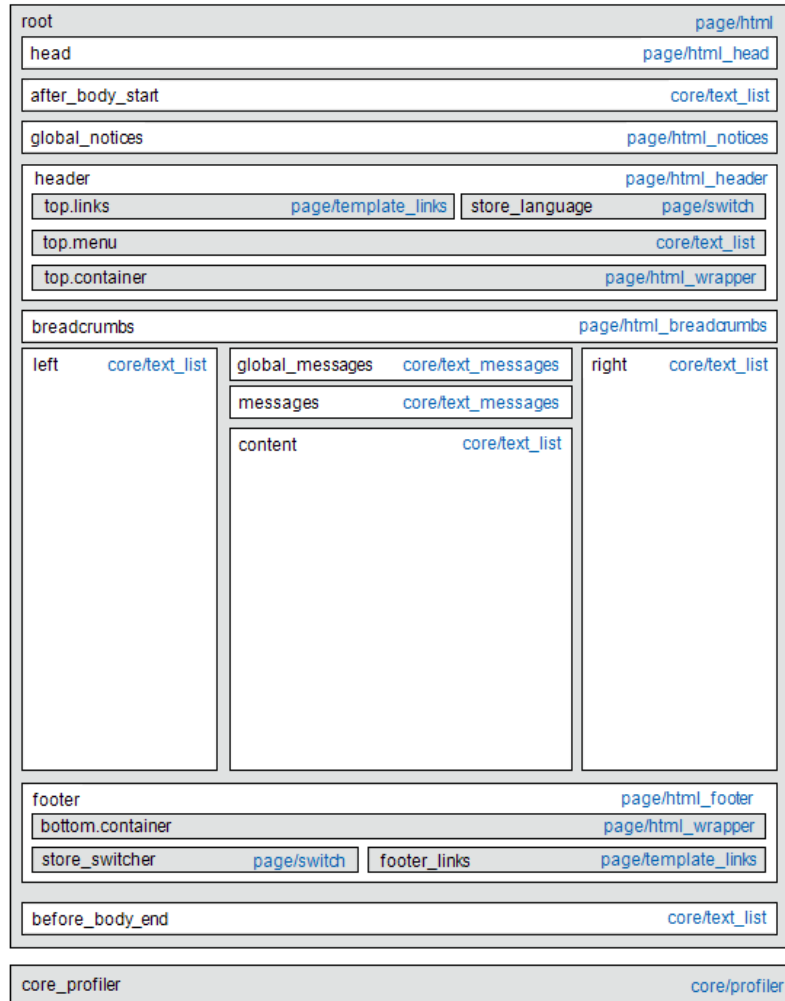 root page/html
head page/html_head
after_body_start core/text_list
global_notices page/html_notices
header page/html_header
top.links page/template_links store_language page/switch
top.menu core/text_list
top.container page/html_wrapper
breadcrumbs page/html_breadcrumbs
left core/text_list global_messages core/text_messages right core/text_list
messages core/text_messages
content core/text_list
footer page/html_footer
bottom.container page/html_wrapper
store_switcher page/switch footer_links page/template_links
before_body_end core/text_list
core_profiler core/profiler